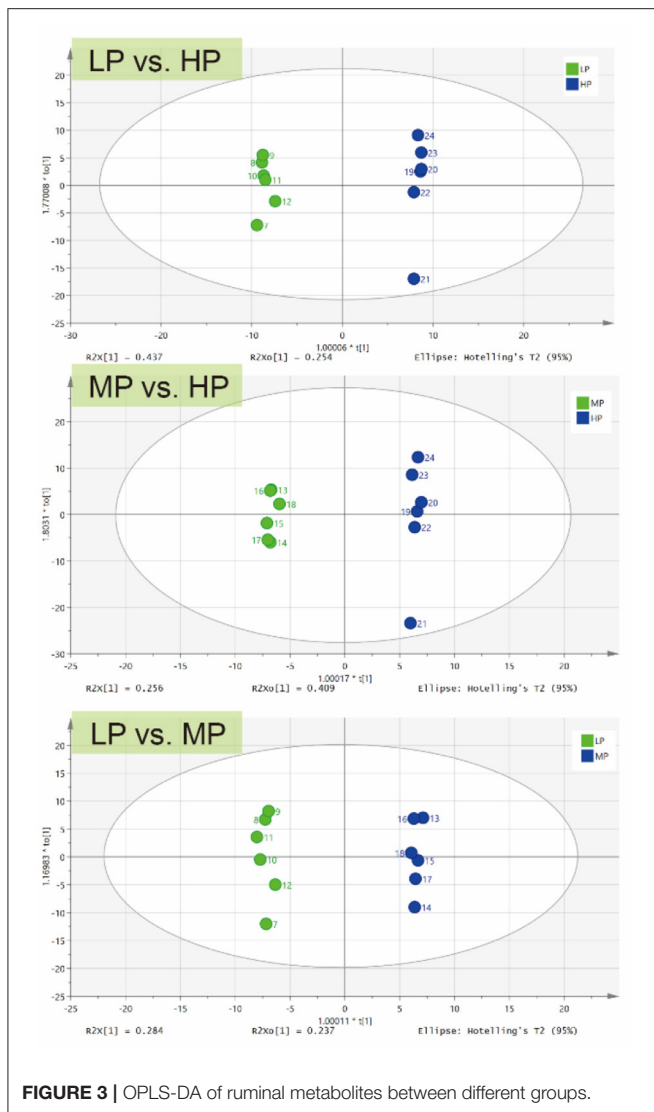 LP vs. HP
LP
HP
1.77008 * to[1]
20
15
10
5
0
-5
-10
-15
-20
-25
9
8
10
11
12
7
24
23
20
19
22
21
-30 -20 -10 0 10 20
1.00006 * t[1]
R2X[1] = 0.437 R2Xo[1] = 0.254 Ellipse: Hotelling's T2 (95%)
MP vs. HP
MP
HP
1.8031 * to[1]
20
10
0
-10
-20
-30
16
13
18
15
17
14
24
23
20
19
22
21
-25 -20 -15 -10 -5 0 5 10 15 20
1.00017 * t[1]
R2X[1] = 0.256 R2Xo[1] = 0.409 Ellipse: Hotelling's T2 (95%)
LP vs. MP
LP
MP
1.16983 * to[1]
20
15
10
5
0
-5
-10
-15
-20
-25
9
8
11
10
12
7
16
13
18
15
17
14
-25 -20 -15 -10 -5 0 5 10 15 20
1.00011 * t[1]
R2X[1] = 0.284 R2Xo[1] = 0.237 Ellipse: Hotelling's T2 (95%)
FIGURE 3 | OPLS-DA of ruminal metabolites between different groups.